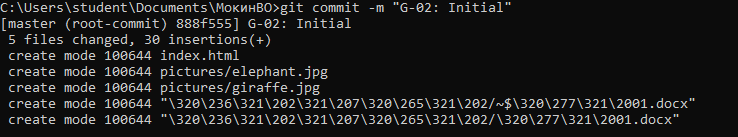 C:\Users\student\Documents\МокинВО>git commit -m "G-02: Initial"
[master (root-commit) 888f555] G-02: Initial
5 files changed, 30 insertions(+)
create mode 100644 index.html
create mode 100644 pictures/elephant.jpg
create mode 100644 pictures/giraffe.jpg
create mode 100644 "\320\236\321\202\321\207\320\265\321\202/~$\320\277\321\2001.docx"
create mode 100644 "\320\236\321\202\321\207\320\265\321\202/\320\277\321\2001.docx"